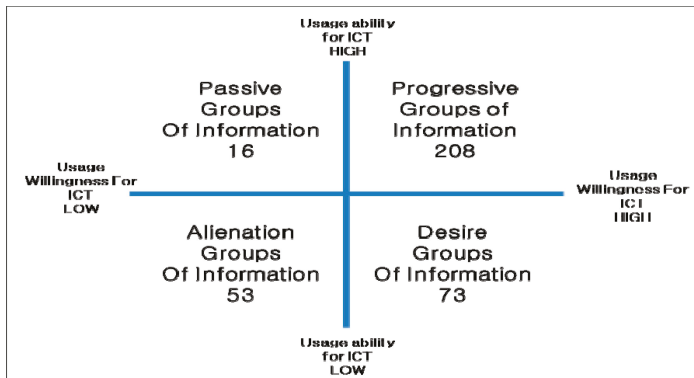 Usage ability
for ICT
HIGH
Passive
Groups
Of Information
16
Progressive
Groups of
Information
208
Usage
Willingness For
ICT
LOW
Usage
Willingness For
ICT
HIGH
Alienation
Groups
Of Information
53
Desire
Groups
Of Information
73
Usage ability
for ICT
LOW